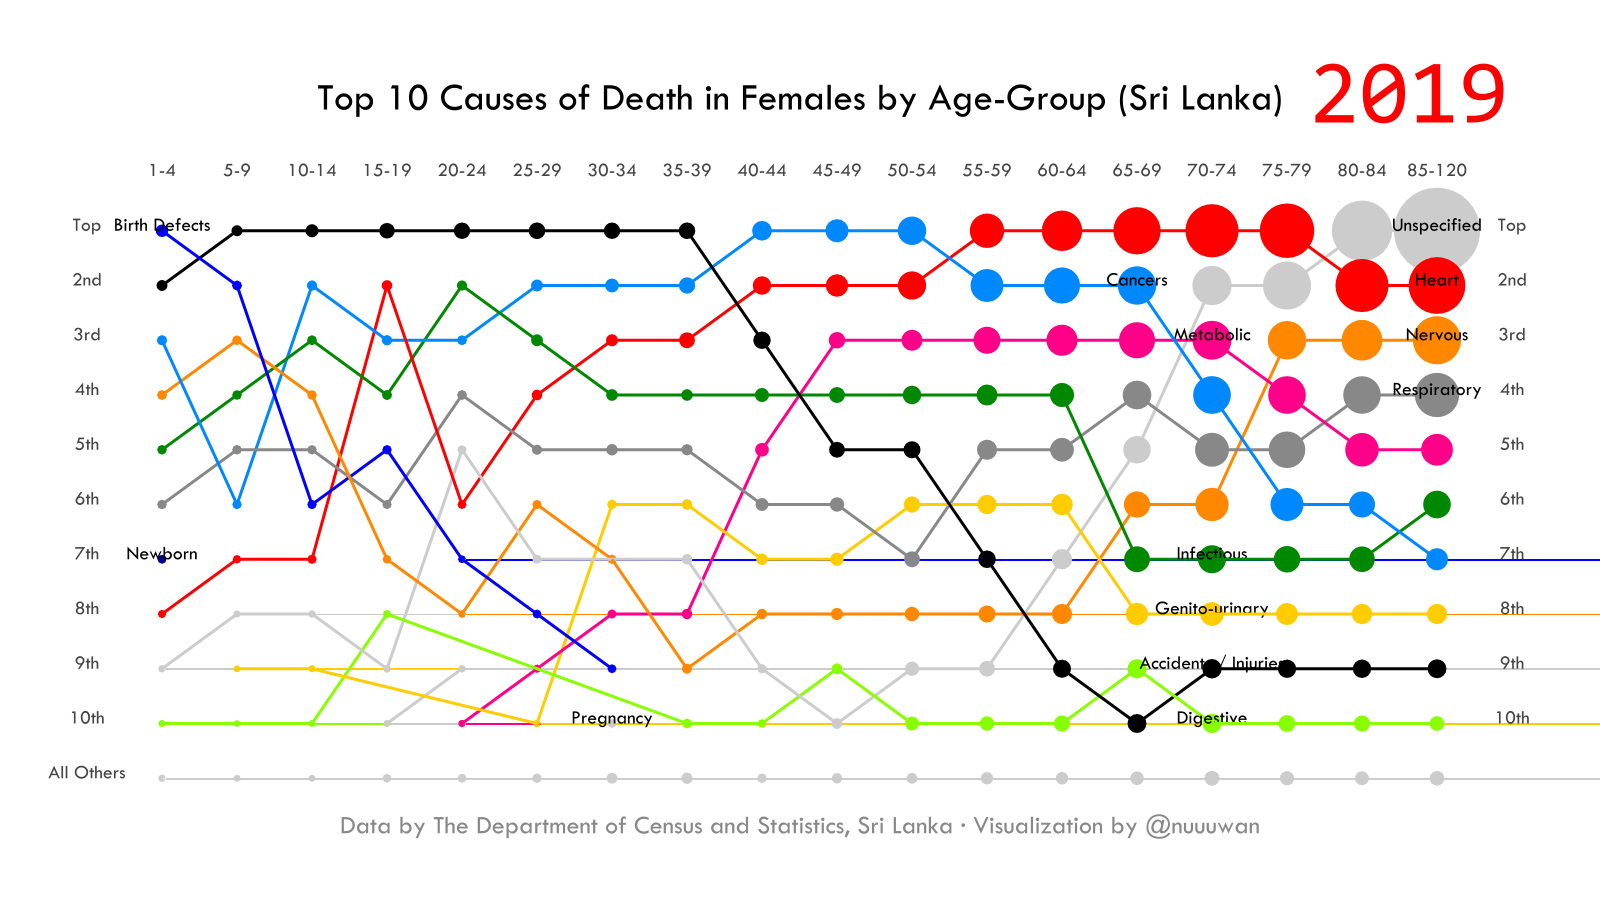 Top 10 Causes of Death in Females by Age-Group (Sri Lanka) 2019
1-4 5-9 10-14 15-19 20-24 25-29 30-34 35-39 40-44 45-49 50-54 55-59 60-64 65-69 70-74 75-79 80-84 85-120
Top Birth Defects Unspecified Top
2nd Cancers Heart 2nd
3rd Metabolic Nervous 3rd
4th Respiratory 4th
5th 5th
6th 6th
7th Newborn Infectious 7th
8th Genito-urinary 8th
9th Accidents / Injuries 9th
10th Pregnancy Digestive 10th
All Others
Data by The Department of Census and Statistics, Sri Lanka · Visualization by @nuuuwan